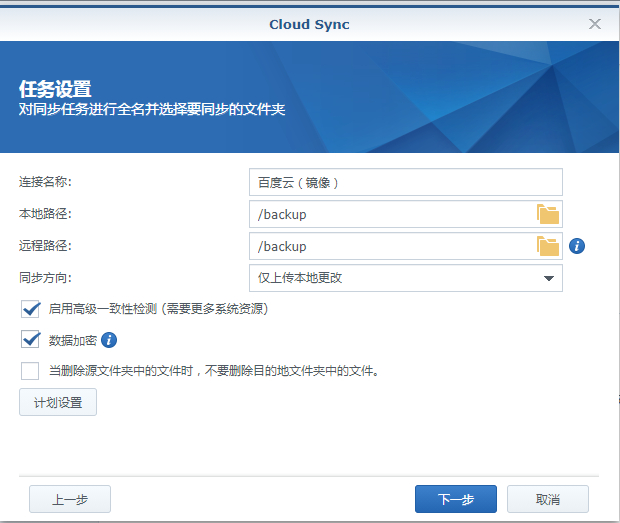 Cloud Sync
任务设置
对同步任务进行全名并选择要同步的文件夹
连接名称:
百度云（镜像）
本地路径:
/backup
远程路径:
/backup
同步方向:
仅上传本地更改
启用高级一致性检测 (需要更多系统资源)
数据加密
当删除源文件夹中的文件时，不要删除目的地文件夹中的文件。
计划设置
上一步
下一步
取消